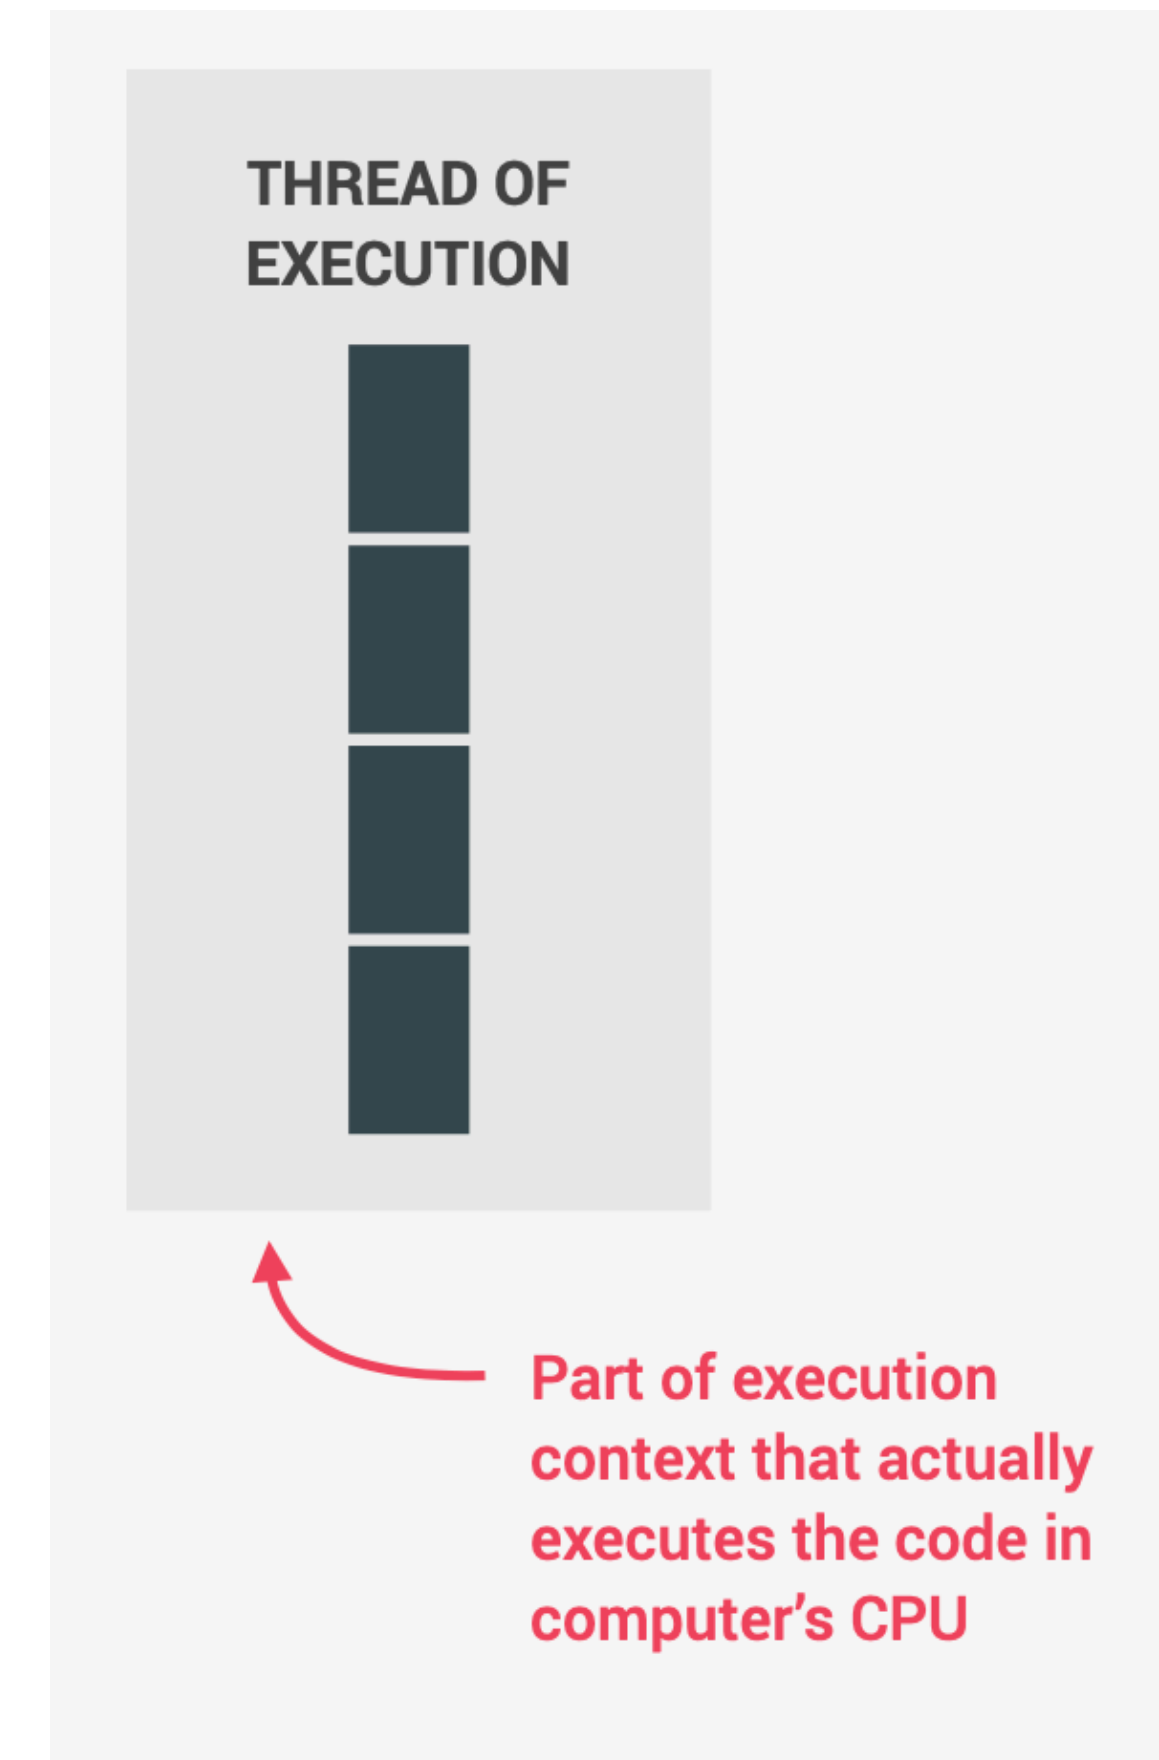 THREAD OF
EXECUTION
Part of execution
context that actually
executes the code in
computer’s CPU